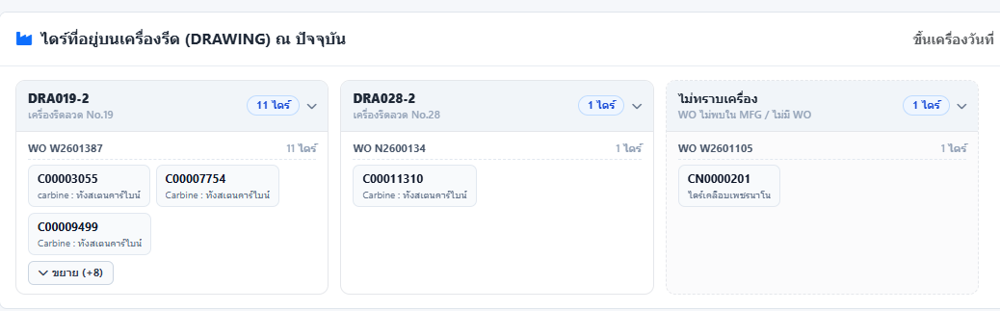 ไดร์ที่อยู่บนเครื่องรีด (DRAWING) ณ ปัจจุบัน
ขึ้นเครื่องวันที่
DRA019-2
เครื่องรีดลวด No.19
11 ไดร์
WO W2601387
11 ไดร์
C00003055
carbine : ทังสเตนคาร์ไบน์
C00007754
Carbine : ทังสเตนคาร์ไบน์
C00009499
Carbine : ทังสเตนคาร์ไบน์
ขยาย (+8)
DRA028-2
เครื่องรีดลวด No.28
1 ไดร์
WO N2600134
1 ไดร์
C00011310
Carbine : ทังสเตนคาร์ไบน์
ไม่ทราบเครื่อง
WO ไม่พบใน MFG / ไม่มี WO
1 ไดร์
WO W2601105
1 ไดร์
CN0000201
ไดร์เคลือบเพชรนาโน